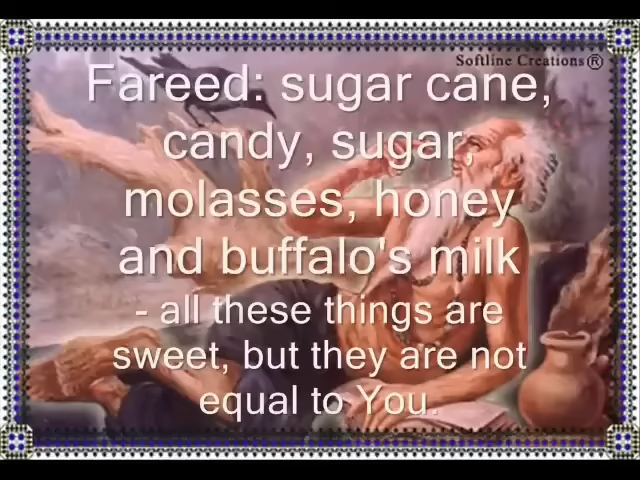 Softline Creations®
Fareed: sugar cane,
candy, sugar,
molasses, honey
and buffalo's milk
- all these things are
sweet, but they are not
equal to You.